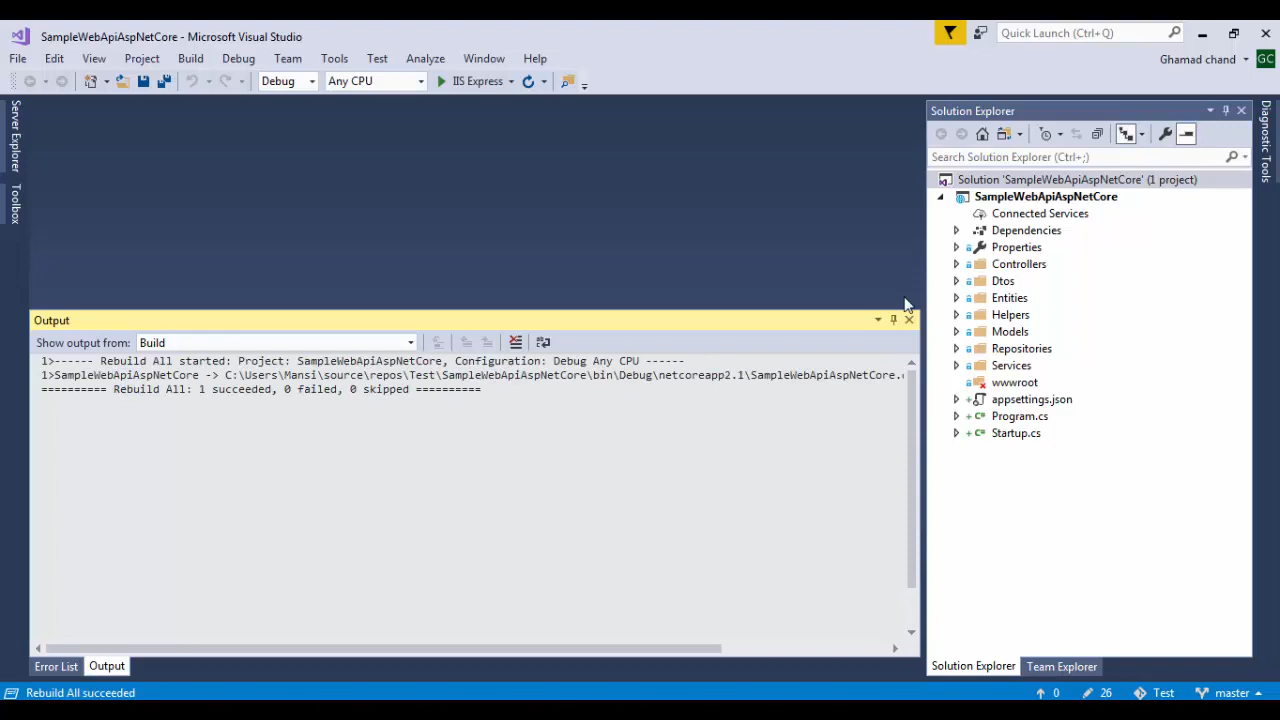 SampleWebApiAspNetCore - Microsoft Visual Studio
Quick Launch (Ctrl+Q)
File Edit View Project Build Debug Team Tools Test Analyze Window Help
Ghamad chand GC
Debug Any CPU IIS Express
Server Explorer
Toolbox
Solution Explorer
Diagnostic Tools
Search Solution Explorer (Ctrl+;)
Solution 'SampleWebApiAspNetCore' (1 project)
SampleWebApiAspNetCore
Connected Services
Dependencies
Properties
Controllers
Dtos
Entities
Helpers
Models
Repositories
Services
wwwroot
appsettings.json
Program.cs
Startup.cs
Output
Show output from: Build
1>------ Rebuild All started: Project: SampleWebApiAspNetCore, Configuration: Debug Any CPU ------
1>SampleWebApiAspNetCore -> C:\Users\Mansi\source\repos\Test\SampleWebApiAspNetCore\bin\Debug\netcoreapp2.1\SampleWebApiAspNetCore.
========== Rebuild All: 1 succeeded, 0 failed, 0 skipped ==========
Error List Output
Solution Explorer Team Explorer
Rebuild All succeeded
0 26 Test master